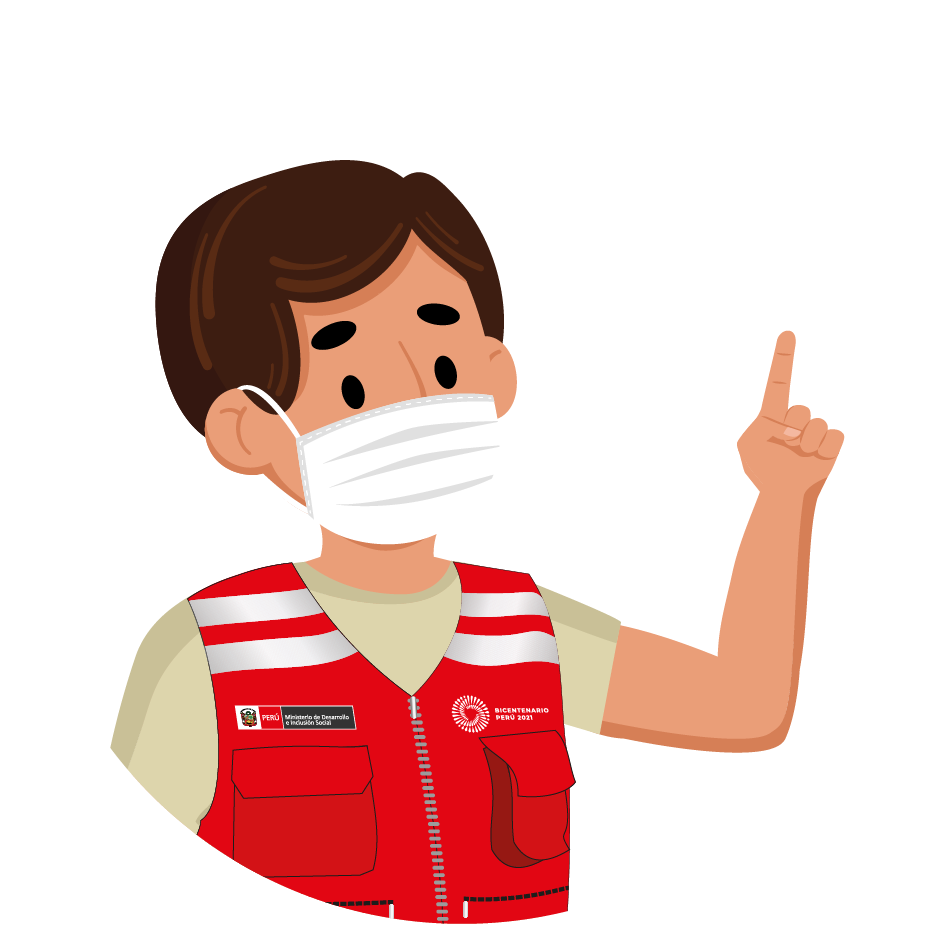 PERÚ
Ministerio de Desarrollo
e Inclusión Social
BICENTENARIO
PERÚ 2021